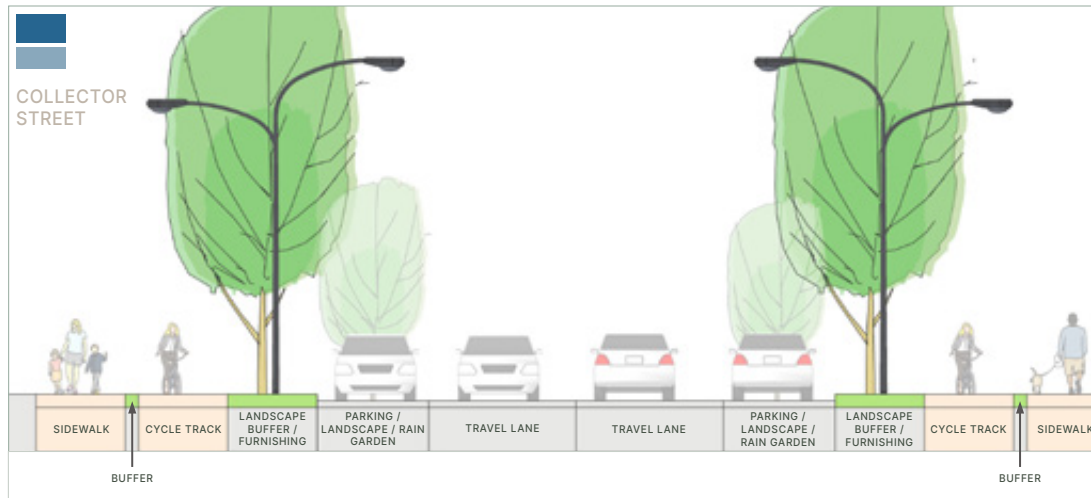 COLLECTOR
STREET
SIDEWALK
CYCLE TRACK
LANDSCAPE
BUFFER /
FURNISHING
PARKING /
LANDSCAPE / RAIN
GARDEN
TRAVEL LANE
TRAVEL LANE
PARKING /
LANDSCAPE /
RAIN GARDEN
LANDSCAPE
BUFFER /
FURNISHING
CYCLE TRACK
SIDEWALK
BUFFER
BUFFER